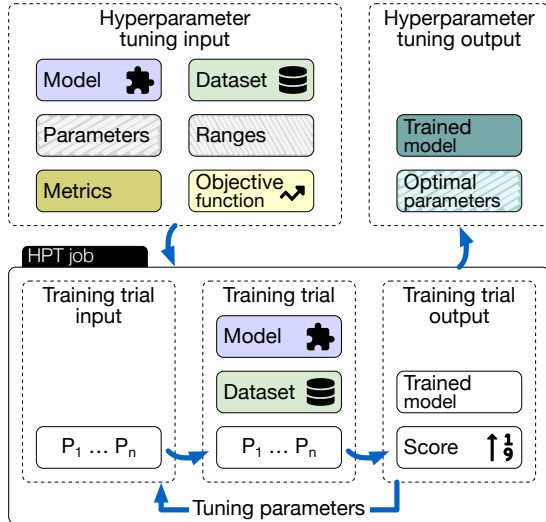 Hyperparameter
tuning input
Model
Dataset
Parameters
Ranges
Metrics
Objective
function
Hyperparameter
tuning output
Trained
model
Optimal
parameters
HPT job
Training trial
input
P1 ... Pn
Training trial
Model
Dataset
P1 ... Pn
Training trial
output
Trained
model
Score
1
9
Tuning parameters